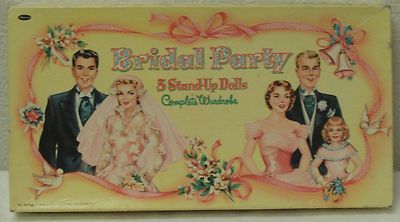 Bridal Party
5 Stand-Up Dolls
Complete Wardrobe